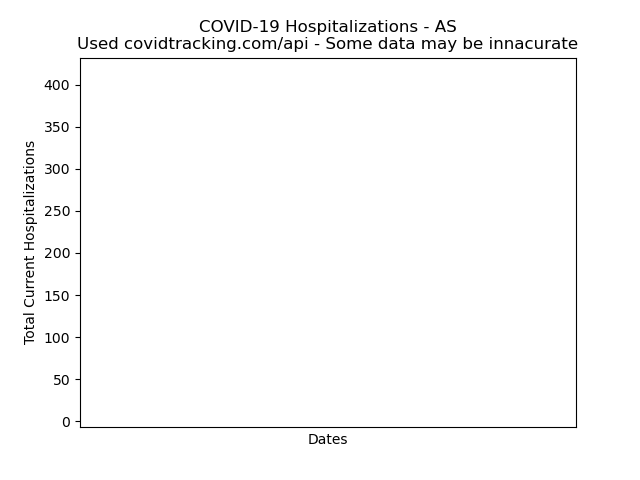 COVID-19 Hospitalizations - AS
Used covidtracking.com/api - Some data may be innacurate
400
350
300
250
200
150
100
50
0
Total Current Hospitalizations
Dates